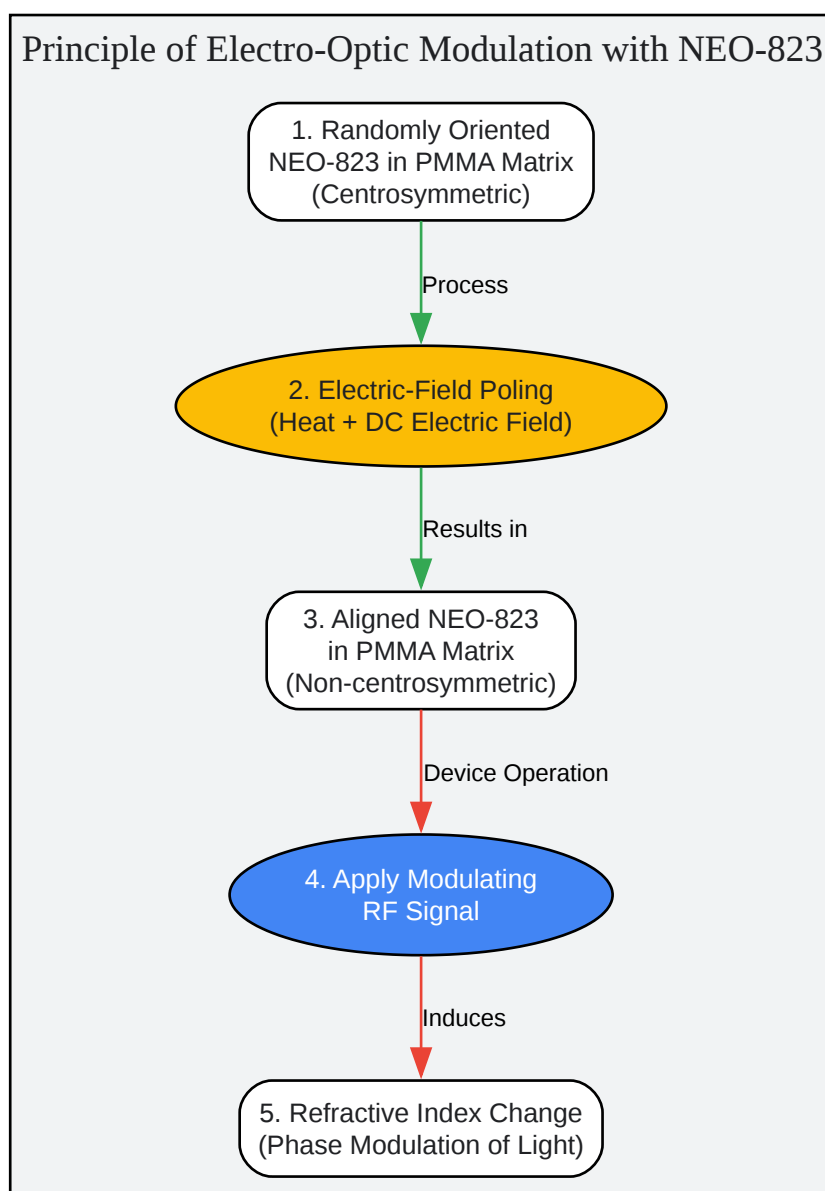 Principle of Electro-Optic Modulation with NEO-823
1. Randomly Oriented
NEO-823 in PMMA Matrix
(Centrosymmetric)
Process
2. Electric-Field Poling
(Heat + DC Electric Field)
Results in
3. Aligned NEO-823
in PMMA Matrix
(Non-centrosymmetric)
Device Operation
4. Apply Modulating
RF Signal
Induces
5. Refractive Index Change
(Phase Modulation of Light)